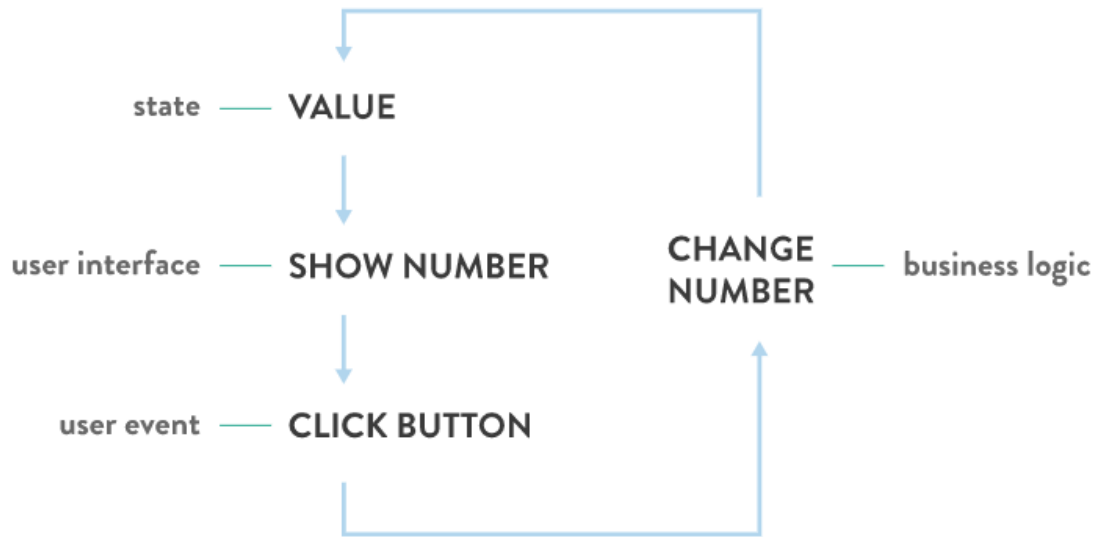 state
VALUE
user interface
SHOW NUMBER
CHANGE
NUMBER
business logic
user event
CLICK BUTTON